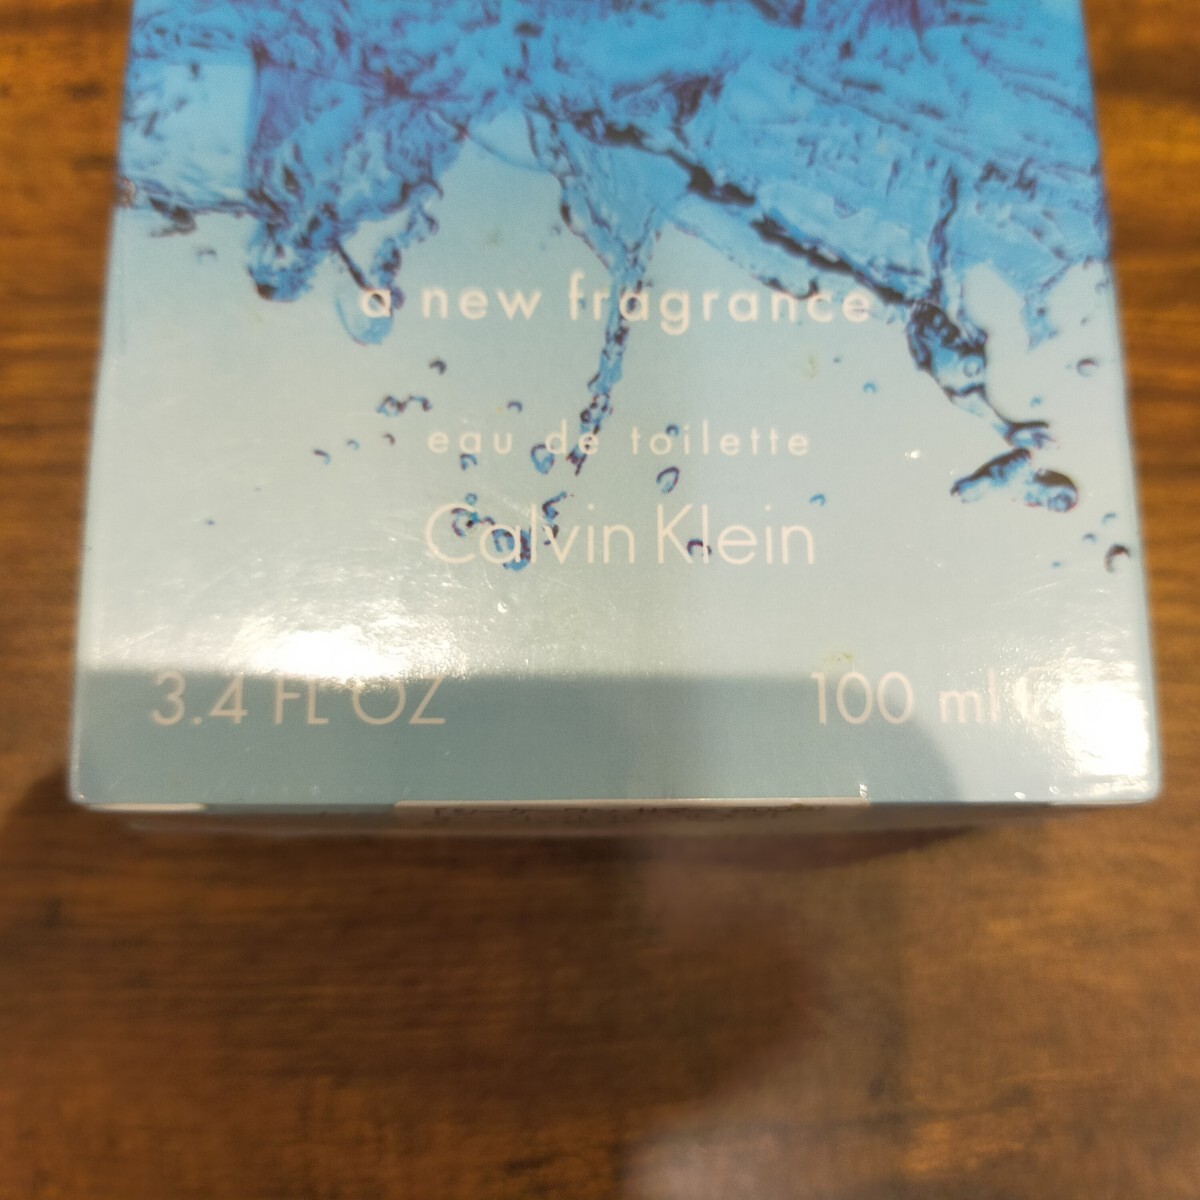 a new fragrance
eau de toilette
Calvin Klein
3.4 FL OZ
100 ml